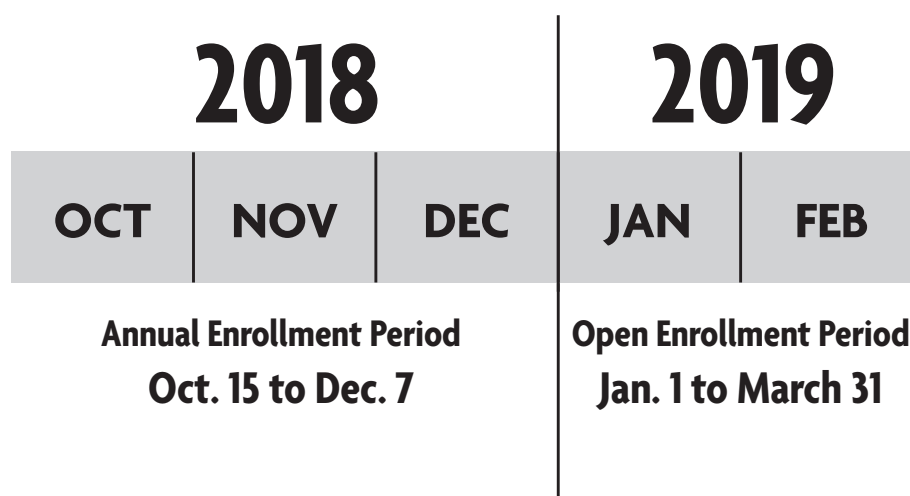 2018
2019
OCT NOV DEC JAN FEB
Annual Enrollment Period
Oct. 15 to Dec. 7
Open Enrollment Period
Jan. 1 to March 31